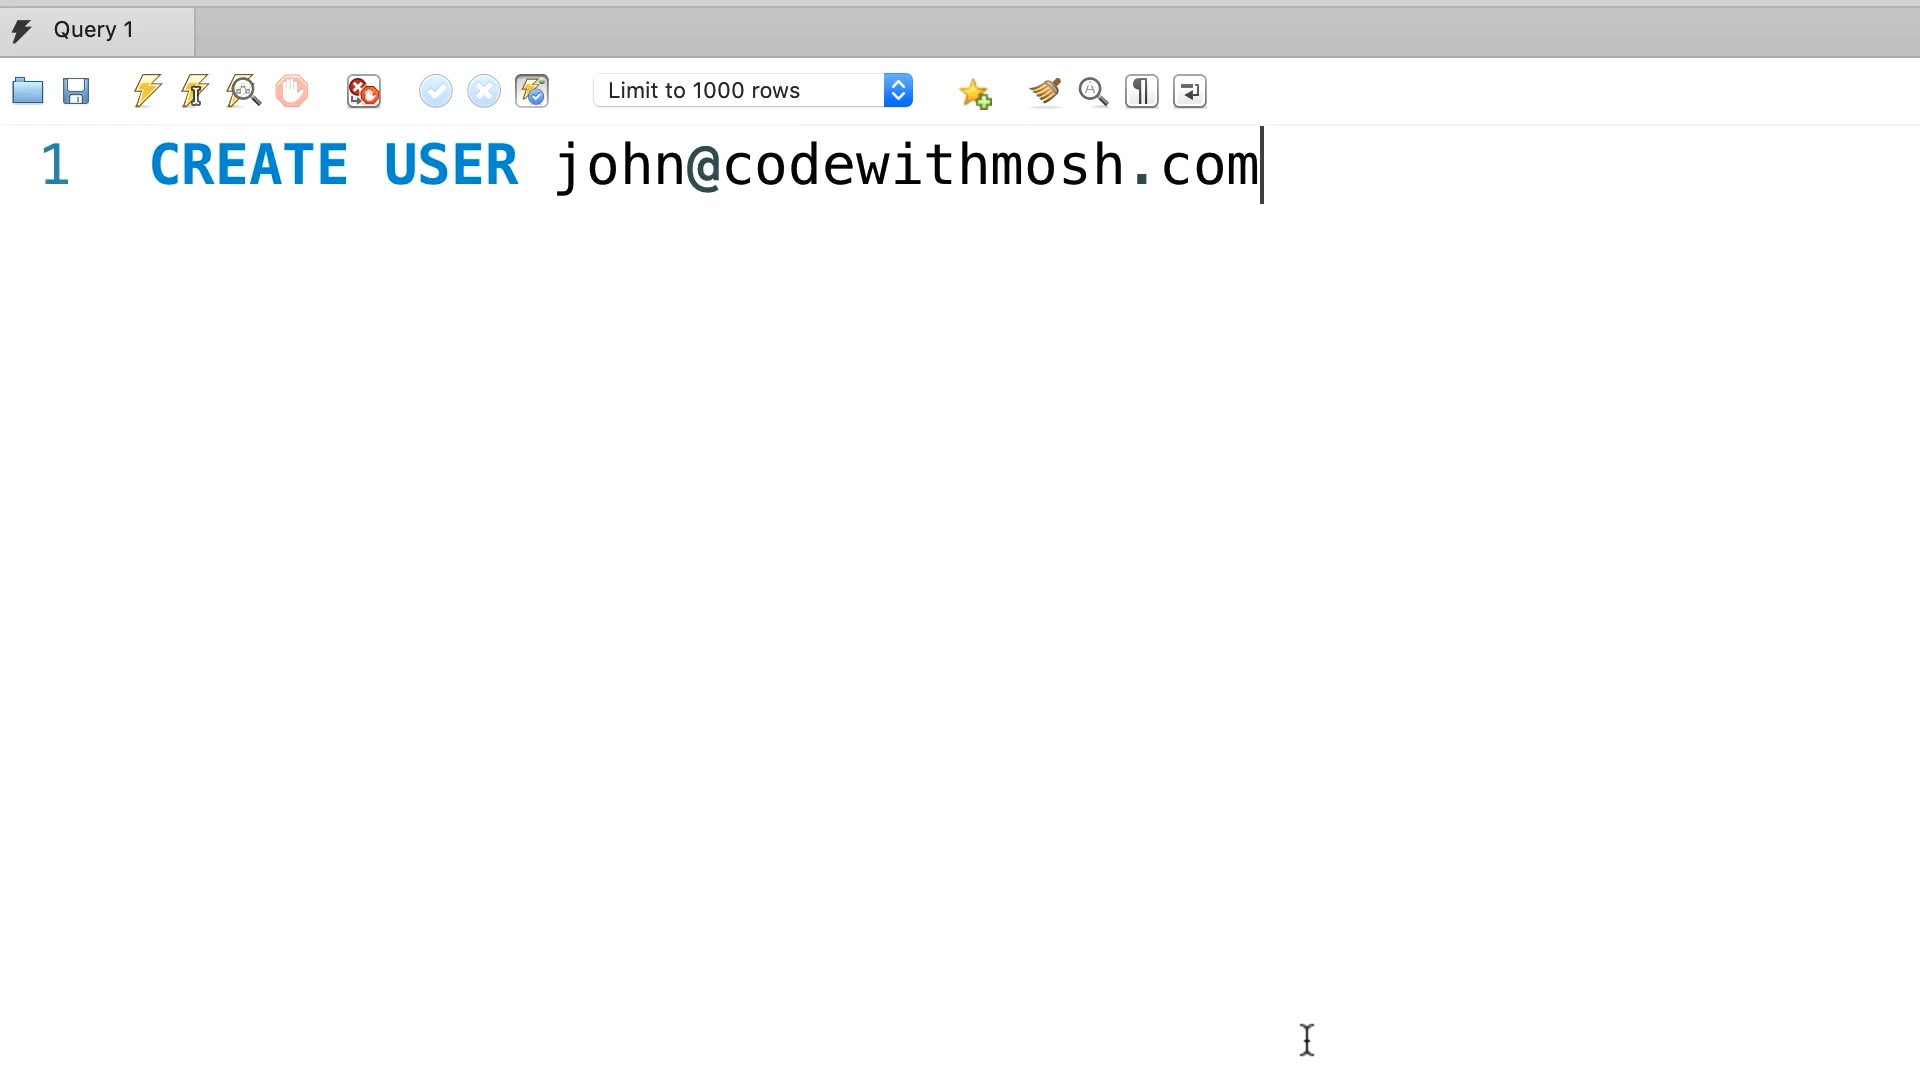 Query 1
Limit to 1000 rows
1 CREATE USER john@codewithmosh.com